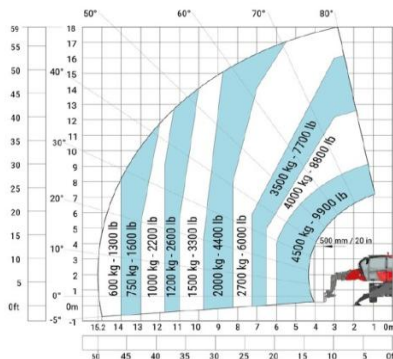 50° 60° 70° 80°
59 18
55 17
16
50 15
45 14
40° 13
40 12
11
35 10
30° 9
30 8
25 7
20° 6
20 5
15 4
10° 3
10 2
5 1
0ft 0° 0m
-5° -1
600 kg - 1300 lb
750 kg - 1600 lb
1000 kg - 2200 lb
1200 kg - 2600 lb
1500 kg - 3300 lb
2000 kg - 4400 lb
2700 kg - 6000 lb
3500 kg - 7700 lb
4000 kg - 8800 lb
4500 kg - 9900 lb
500 mm / 20 in
15.2 14 13 12 11 10 9 8 7 6 5 4 3 2 1 0m
50 45 40 35 30 25 20 15 10 5